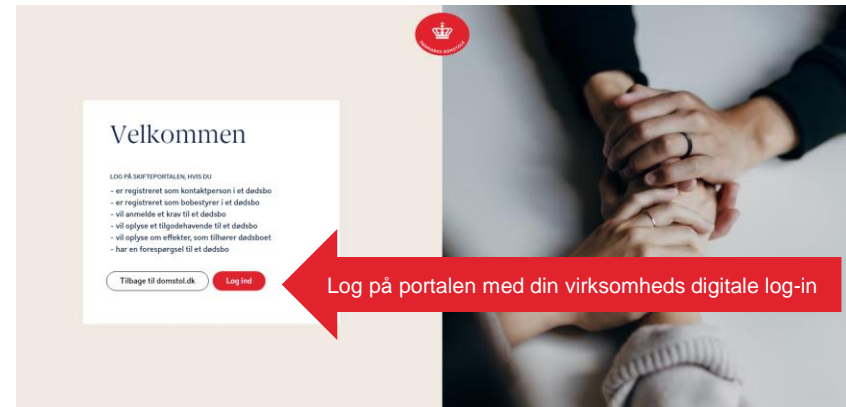 DANMARKS DOMSTOLE
Velkommen
LOG PÅ SKIFTEPORTALEN, HVIS DU
- er registreret som kontaktperson i et dødsbo
- er registreret som bobestyrer i et dødsbo
- vil anmelde et krav til et dødsbo
- vil oplyse et tilgodehavende til et dødsbo
- vil oplyse om effekter, som tilhører dødsboet
- har en forespørgsel til et dødsbo
Tilbage til domstol.dk
Log ind
Log på portalen med din virksomheds digitale log-in